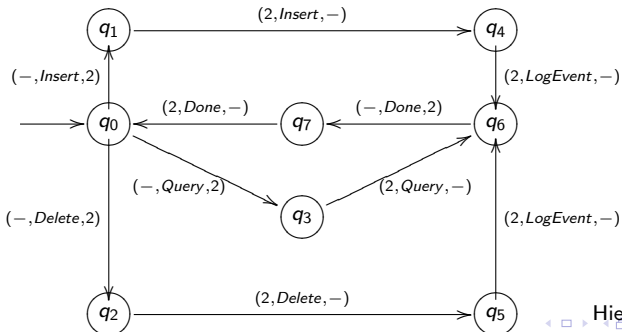 q1
(2,Insert,−)
q4
(−,Insert,2)
(2,LogEvent,−)
q0
(2,Done,−)
q7
(−,Done,2)
q6
(−,Query,2)
(2,Query,−)
(−,Delete,2)
q3
(2,LogEvent,−)
q2
(2,Delete,−)
q5
Hie